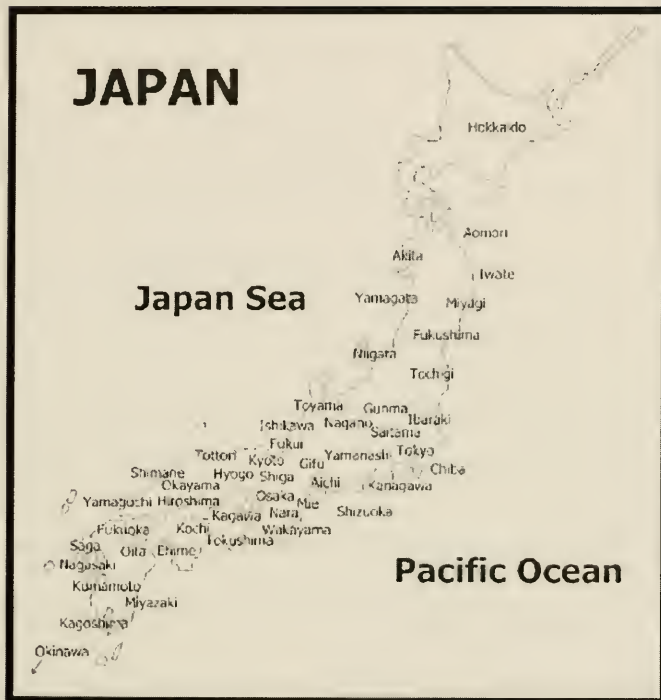 JAPAN
Hokkaido
Aomori
Akita
Iwate
Japan Sea
Yamagata
Miyagi
Fukushima
Niigata
Tochigi
Toyama
Gunma
Ishikawa
Nagano
Ibaraki
Saitama
Fukui
Tottori
Kyoto
Gifu
Yamanashi
Tokyo
Shimane
Hyogo
Shiga
Chiba
Okayama
Aichi
Kanagawa
Yamaguchi
Hiroshima
Osaka
Mie
Kagawa
Nara
Shizuoka
Fukuoka
Kochi
Tokushima
Wakayama
Saga
Oita
Ehime
Nagasaki
Pacific Ocean
Kumamoto
Miyazaki
Kagoshima
Okinawa